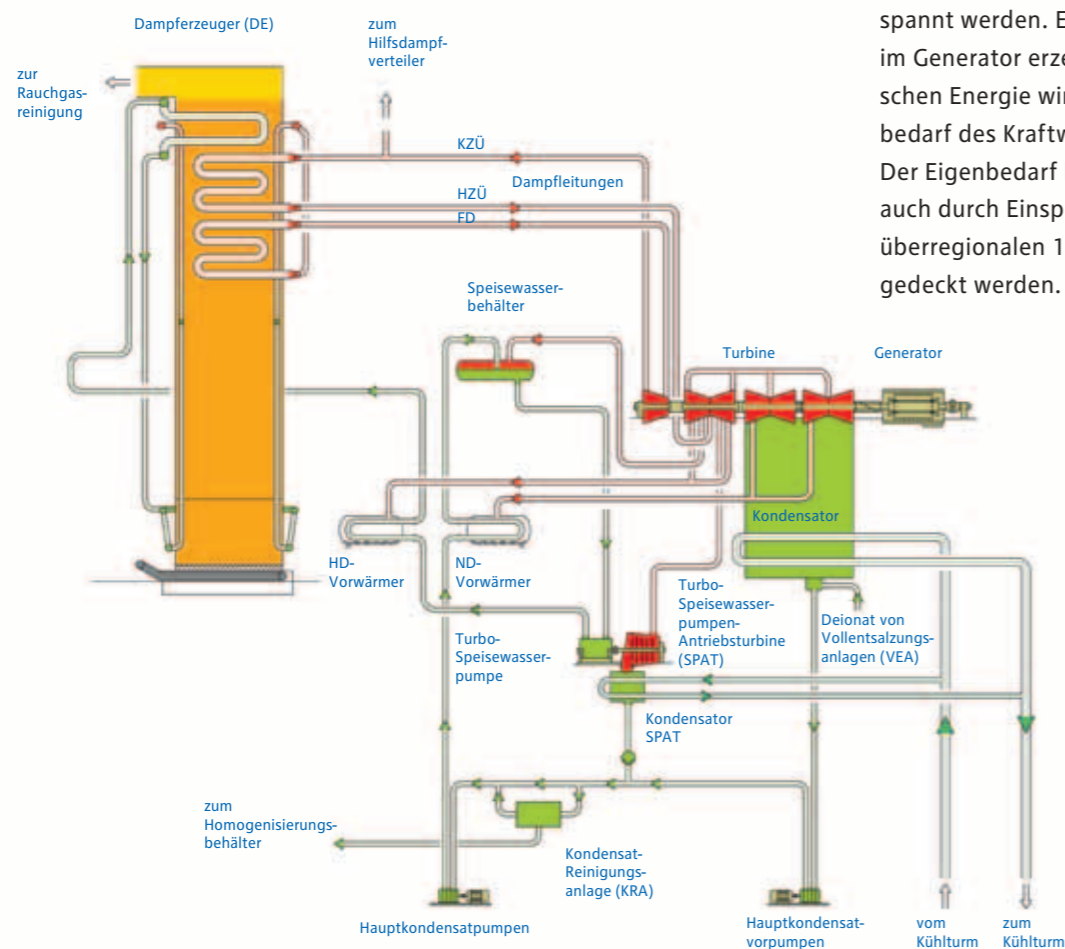 Dampferzeuger (DE)
zum
Hilfsdampf-
verteiler
zur
Rauchgas-
reinigung
KZÜ
Dampfleitungen
HZÜ
FD
Speisewasser-
behälter
Turbine
Generator
Kondensator
HD-
Vorwärmer
ND-
Vorwärmer
Turbo-
Speisewasser-
pumpe
Turbo-
Speisewasser-
pumpen-
Antriebsturbine
(SPAT)
Deionat von
Vollentsalzungs-
anlagen (VEA)
Kondensator
SPAT
zum
Homogenisierungs-
behälter
Kondensat-
Reinigungs-
anlage (KRA)
Hauptkondensatpumpen
Hauptkondensat-
vorpumpen
vom
Kühlturm
zum
Kühlturm
spannt werden. E
im Generator erze
schen Energie wir
bedarf des Kraftw
Der Eigenbedarf
auch durch Einsp
überregionalen 1
gedeckt werden.